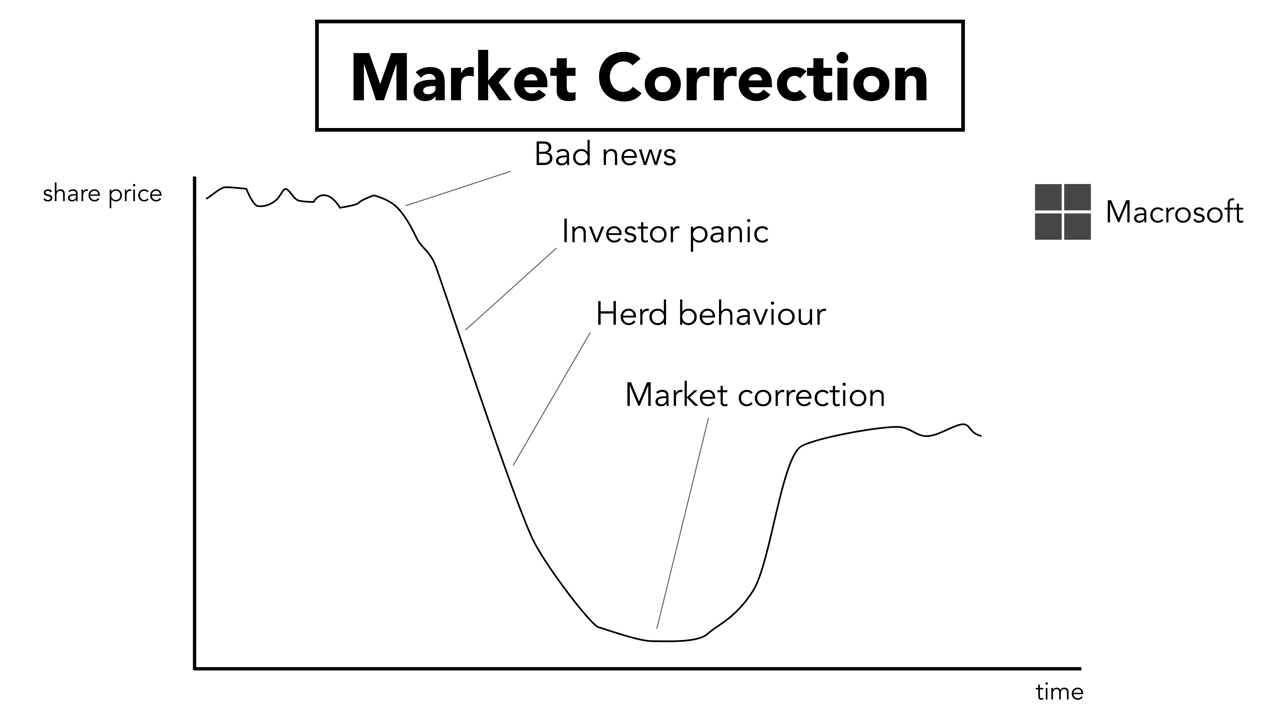 Market Correction
Bad news
share price
Macrosoft
Investor panic
Herd behaviour
Market correction
time